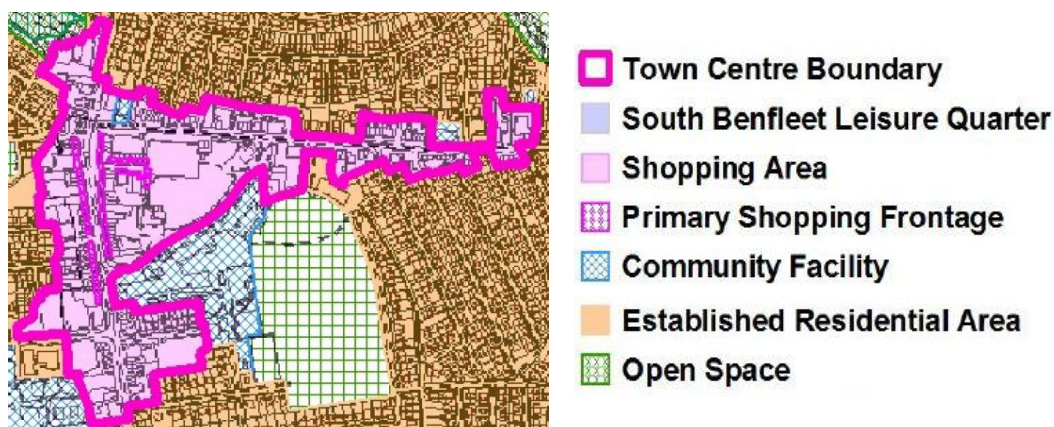 Town Centre Boundary
South Benfleet Leisure Quarter
Shopping Area
Primary Shopping Frontage
Community Facility
Established Residential Area
Open Space